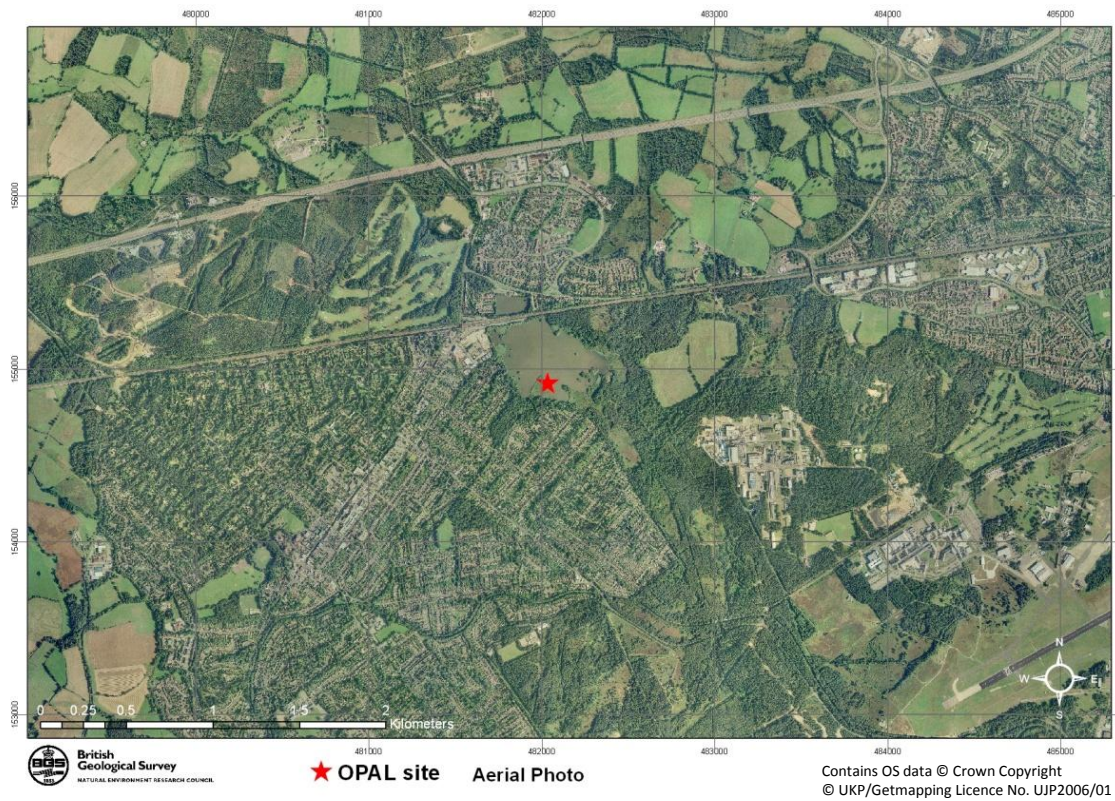 480000 481000 482000 483000 484000 485000
156000
155000
154000
153000
N
W E
S
0 0.25 0.5 1 1.5 2
Kilometers
481000 482000 483000 484000 485000
BGS
British
Geological Survey
NATURAL ENVIRONMENT RESEARCH COUNCIL
OPAL site Aerial Photo
Contains OS data © Crown Copyright
© UKP/Getmapping Licence No. UJP2006/01